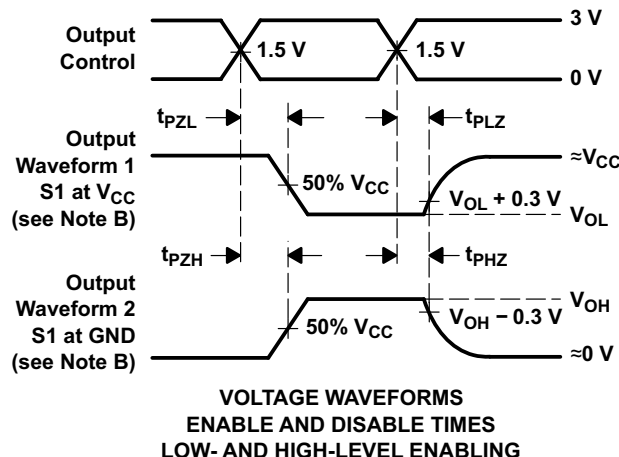 Output
Control
1.5 V
1.5 V
3 V
0 V
tPZL
tPLZ
Output
Waveform 1
S1 at VCC
(see Note B)
50% VCC
≈VCC
VOL + 0.3 V
VOL
tPZH
tPHZ
Output
Waveform 2
S1 at GND
(see Note B)
50% VCC
VOH
VOH − 0.3 V
≈0 V
VOLTAGE WAVEFORMS
ENABLE AND DISABLE TIMES
LOW- AND HIGH-LEVEL ENABLING